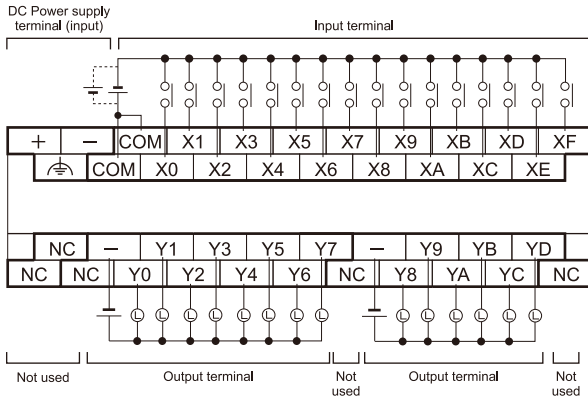 DC Power supply
terminal (input)
Input terminal
+ − COM X1 X3 X5 X7 X9 XB XD XF
COM X0 X2 X4 X6 X8 XA XC XE
NC − Y1 Y3 Y5 Y7 − Y9 YB YD
NC NC Y0 Y2 Y4 Y6 NC Y8 YA YC NC
L L L L L L L L L L L L L L
Not used
Output terminal
Not
used
Output terminal
Not
used